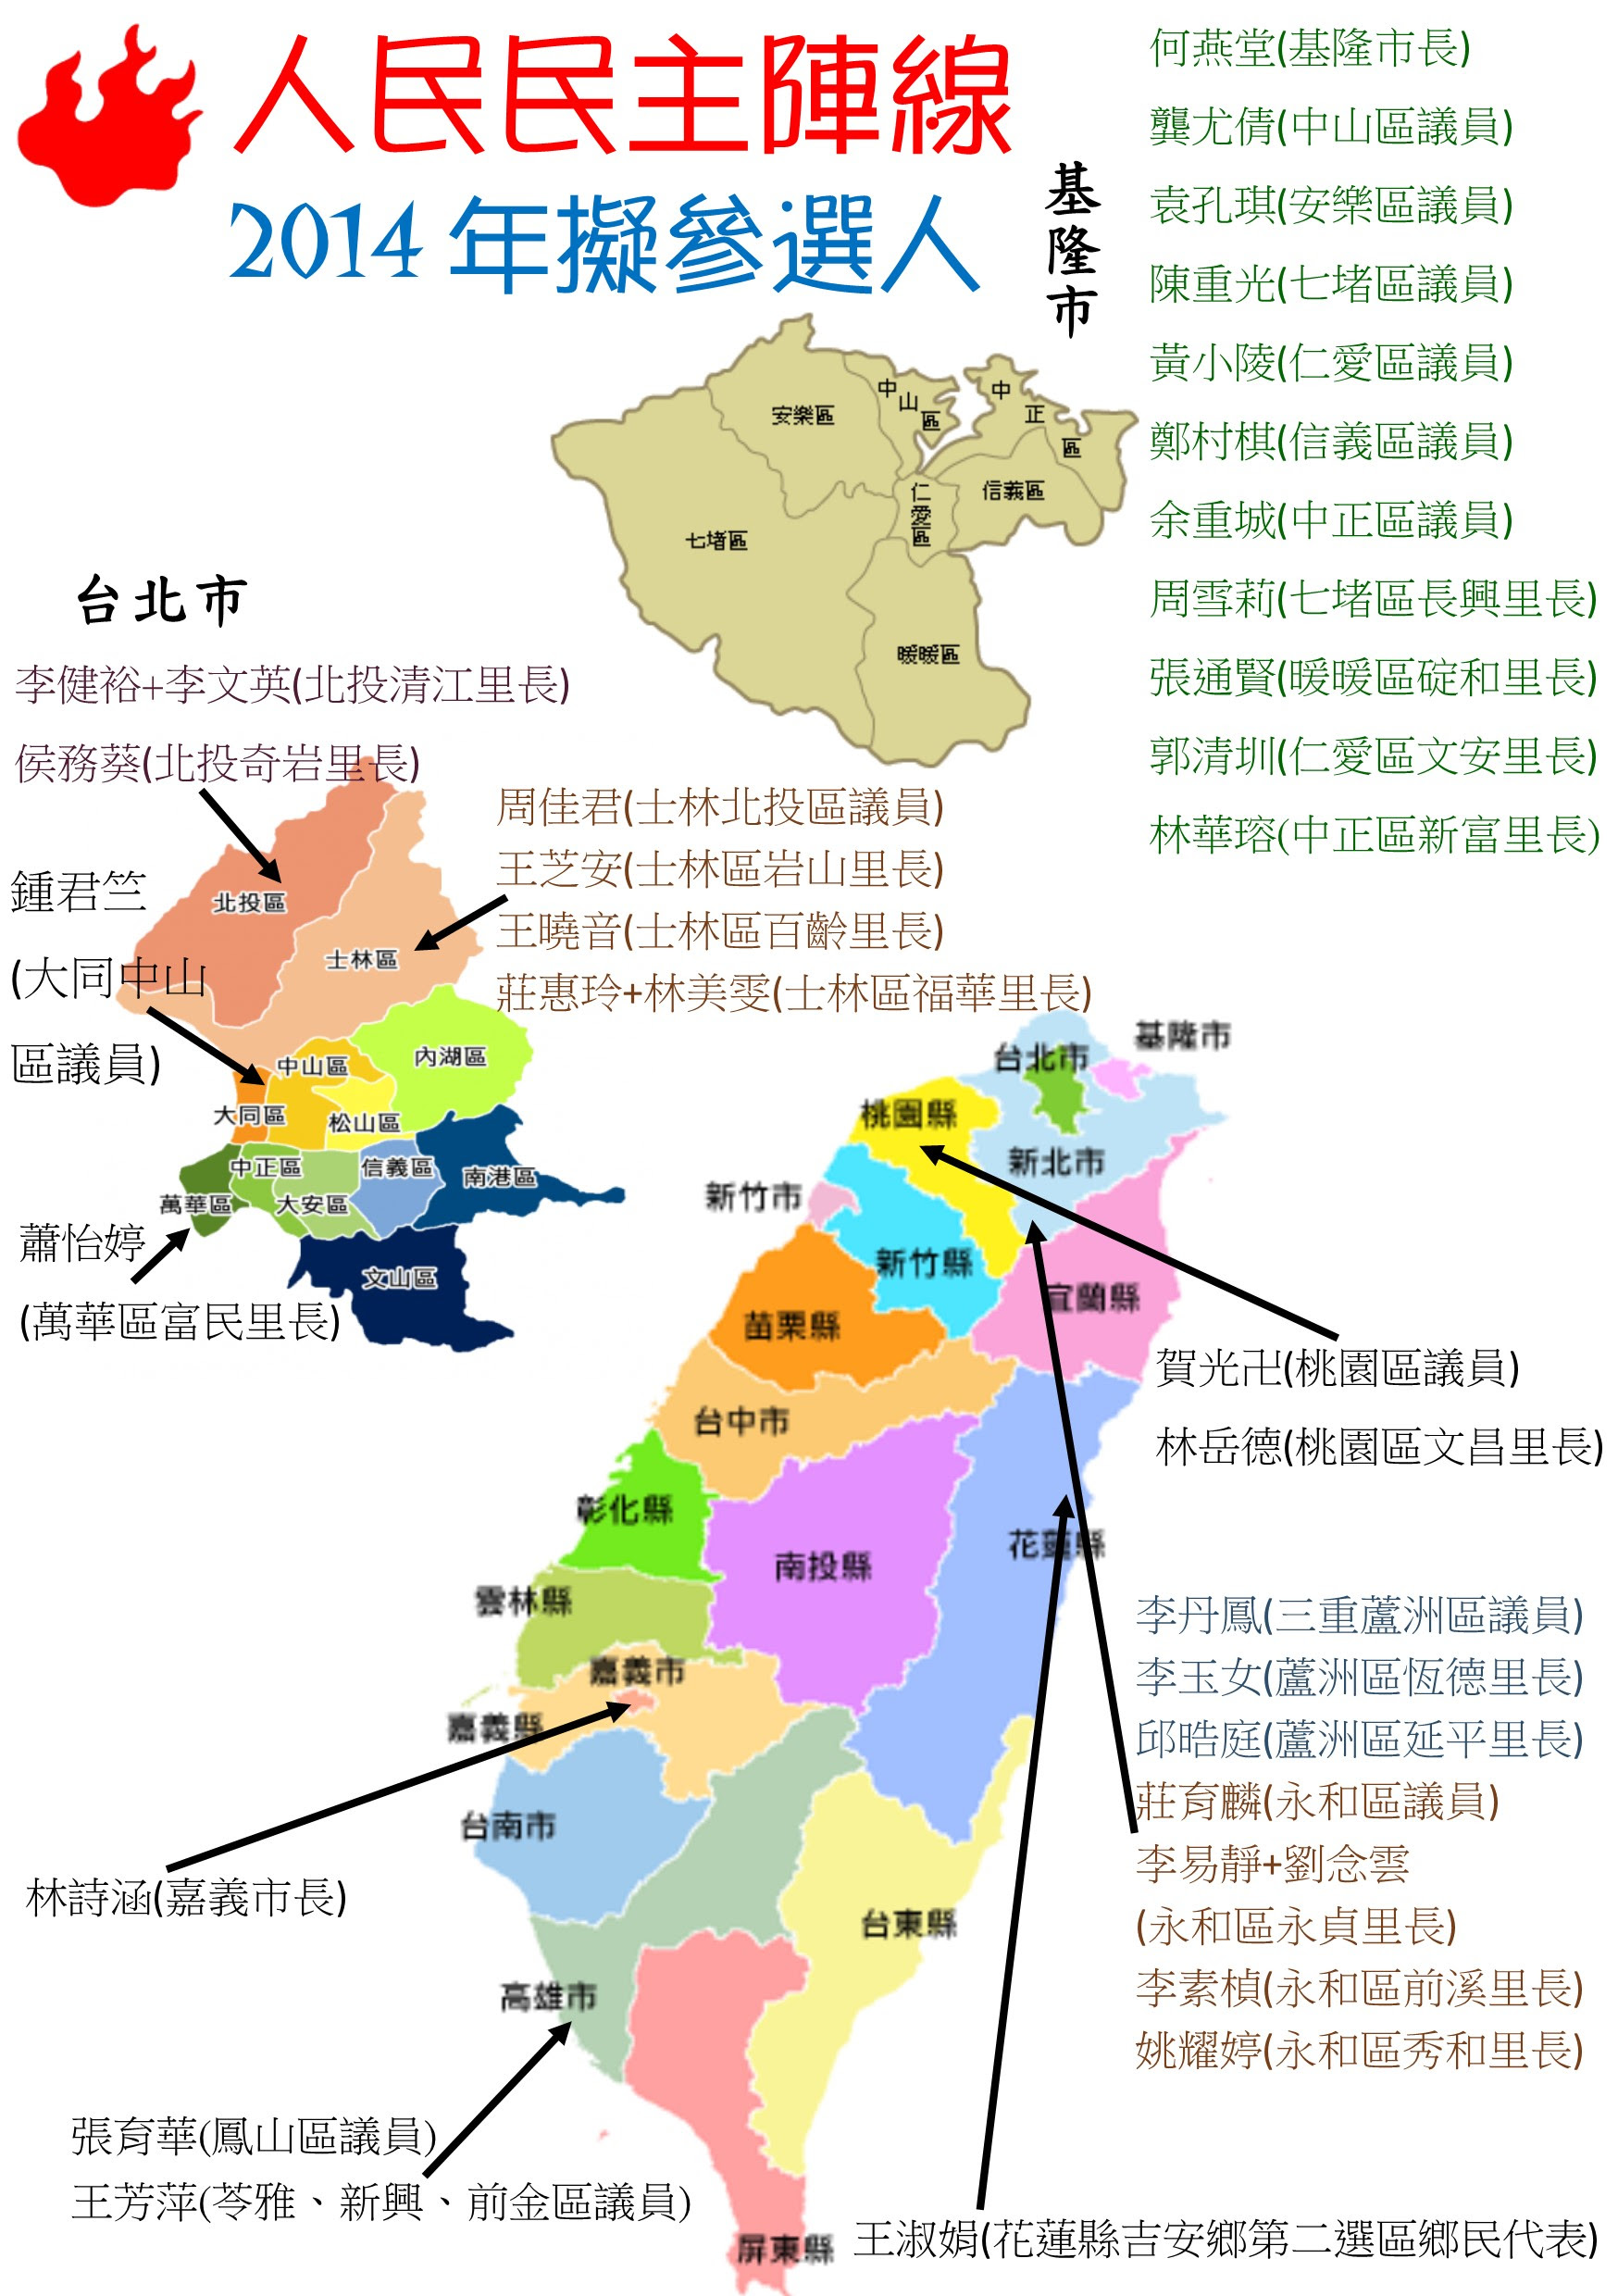 人民民主陣線
2014年擬參選人
基隆市
何燕堂(基隆市長)
龔尤倩(中山區議員)
袁孔琪(安樂區議員)
陳重光(七堵區議員)
黃小陵(仁愛區議員)
鄭村棋(信義區議員)
余重城(中正區議員)
周雪莉(七堵區長興里長)
張通賢(暖暖區碇和里長)
郭清圳(仁愛區文安里長)
林華瑢(中正區新富里長)
安樂區
中山區
中正區
仁愛區
信義區
七堵區
暖暖區
台北市
李健裕+李文英(北投清江里長)
侯務葵(北投奇岩里長)
周佳君(士林北投區議員)
王芝安(士林區岩山里長)
王曉音(士林區百齡里長)
莊惠玲+林美雯(士林區福華里長)
鍾君竺
(大同中山
區議員)
北投區
士林區
內湖區
中山區
大同區
松山區
中正區
信義區
南港區
萬華區
大安區
文山區
蕭怡婷
(萬華區富民里長)
基隆市
台北市
桃園縣
新北市
新竹市
新竹縣
宜蘭縣
苗栗縣
賀光卍(桃園區議員)
林岳德(桃園區文昌里長)
台中市
彰化縣
南投縣
花蓮縣
雲林縣
嘉義市
嘉義縣
李丹鳳(三重蘆洲區議員)
李玉女(蘆洲區恆德里長)
邱晧庭(蘆洲區延平里長)
莊育麟(永和區議員)
李易靜+劉念雲
(永和區永貞里長)
李素楨(永和區前溪里長)
姚耀婷(永和區秀和里長)
台南市
林詩涵(嘉義市長)
台東縣
高雄市
張育華(鳳山區議員)
王芳萍(苓雅、新興、前金區議員)
屏東縣
王淑娟(花蓮縣吉安鄉第二選區鄉民代表)